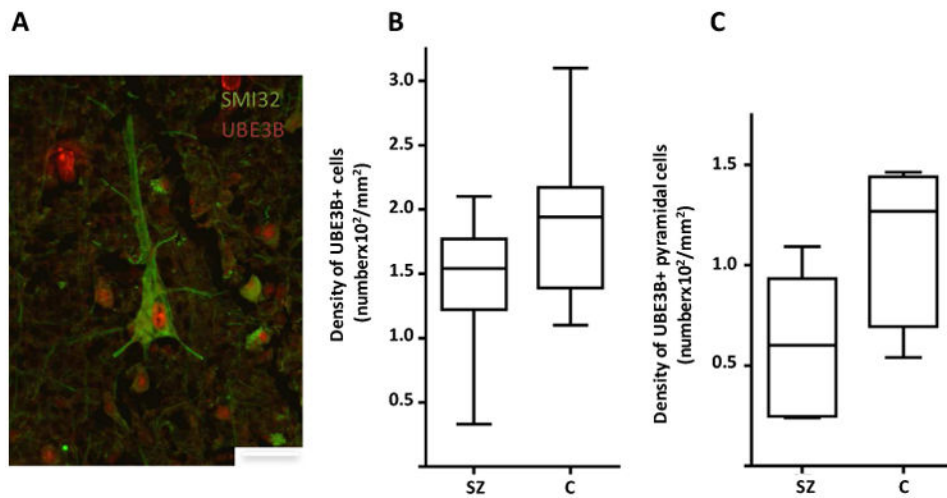 A
SMI32
UBE3B
B
Density of UBE3B+ cells
(numberx10²/mm²)
3.0
2.5
2.0
1.5
1.0
0.5
SZ
C
C
Density of UBE3B+ pyramidal cells
(numberx10²/mm²)
1.5
1.0
0.5
SZ
C